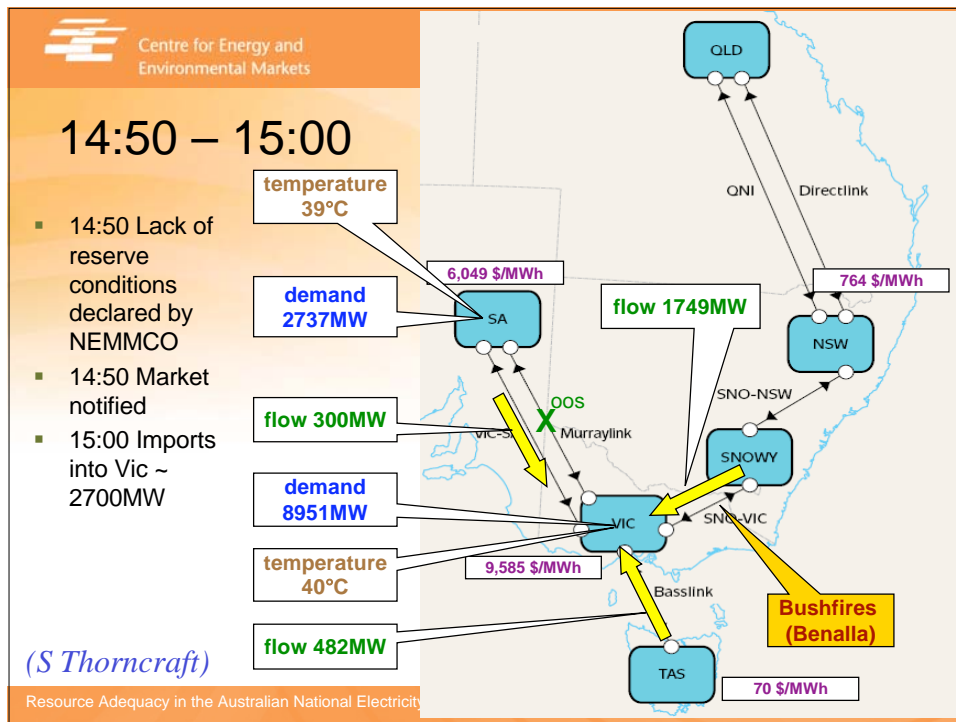 Centre for Energy and
Environmental Markets
14:50 – 15:00
▪ 14:50 Lack of
reserve
conditions
declared by
NEMMCO
▪ 14:50 Market
notified
▪ 15:00 Imports
into Vic ~
2700MW
(S Thorncraft)
Resource Adequacy in the Australian National Electricity
temperature
39°C
demand
2737MW
flow 300MW
demand
8951MW
temperature
40°C
flow 482MW
QLD
QNI
Directlink
6,049 $/MWh
764 $/MWh
flow 1749MW
SA
NSW
SNO-NSW
X OOS
VIC-S
Murraylink
SNOWY
VIC
SNO-VIC
9,585 $/MWh
Basslink
Bushfires
(Benalla)
TAS
70 $/MWh